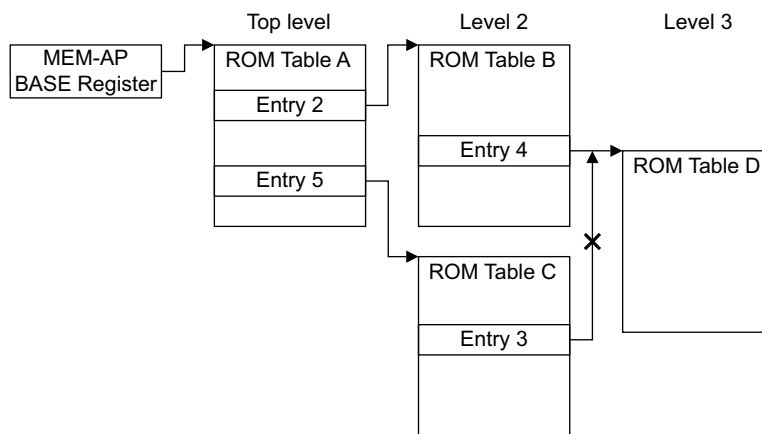 Top level
Level 2
Level 3
MEM-AP
BASE Register
ROM Table A
Entry 2
Entry 5
ROM Table B
Entry 4
ROM Table C
Entry 3
ROM Table D